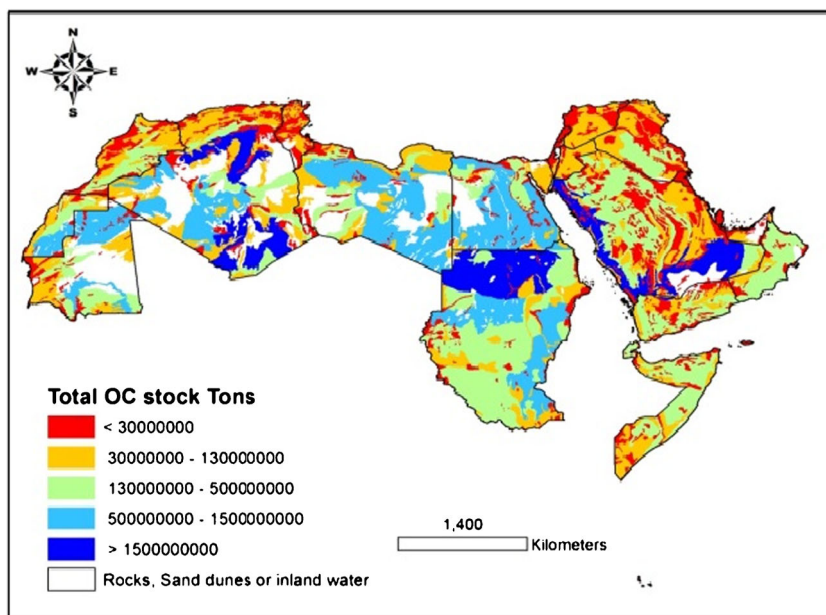 N
W E
S
Total OC stock Tons
< 30000000
30000000 - 130000000
130000000 - 500000000
500000000 - 1500000000
> 1500000000
Rocks, Sand dunes or inland water
1,400
Kilometers